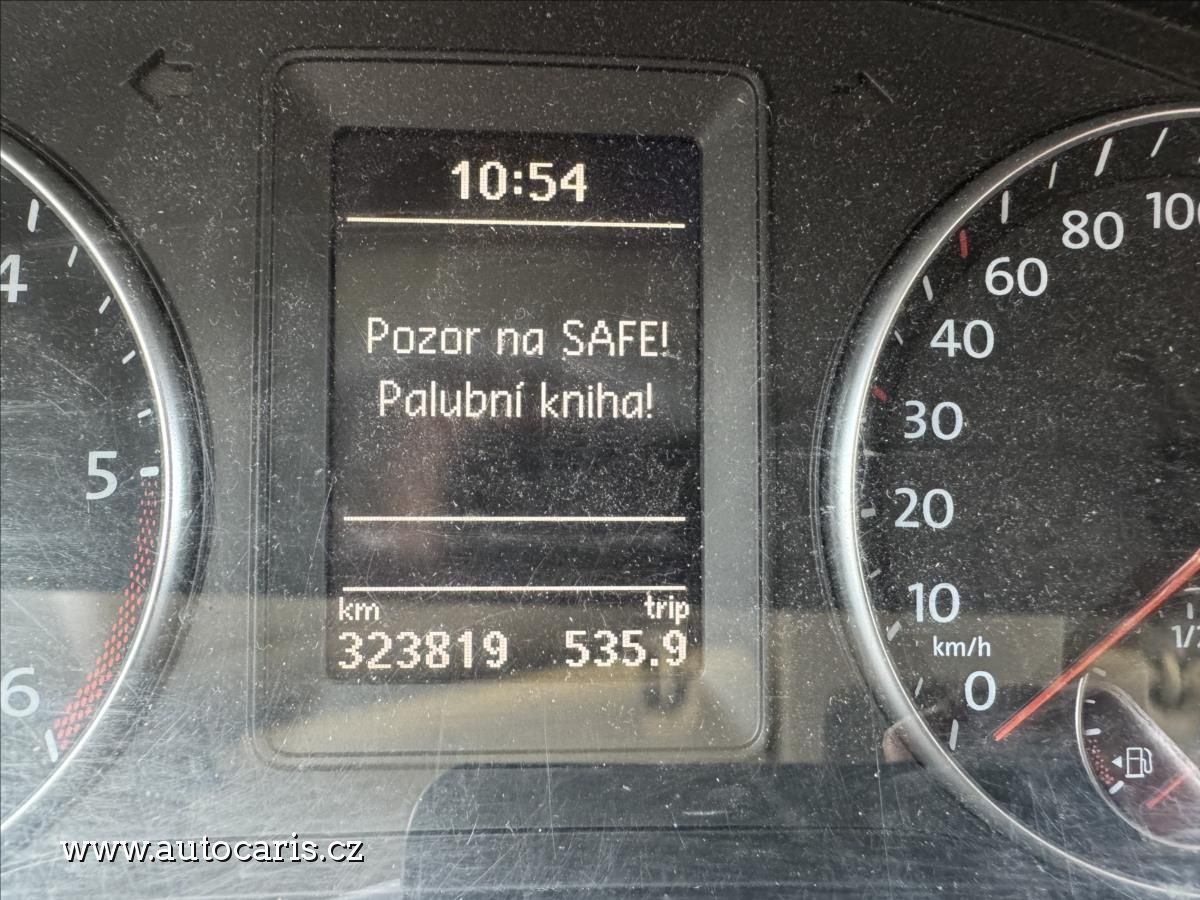 10:54
Pozor na SAFE!
Palubní kniha!
km trip
323819 535.9
4
5
6
100
80
60
40
30
20
10
km/h
0
www.autocaris.cz